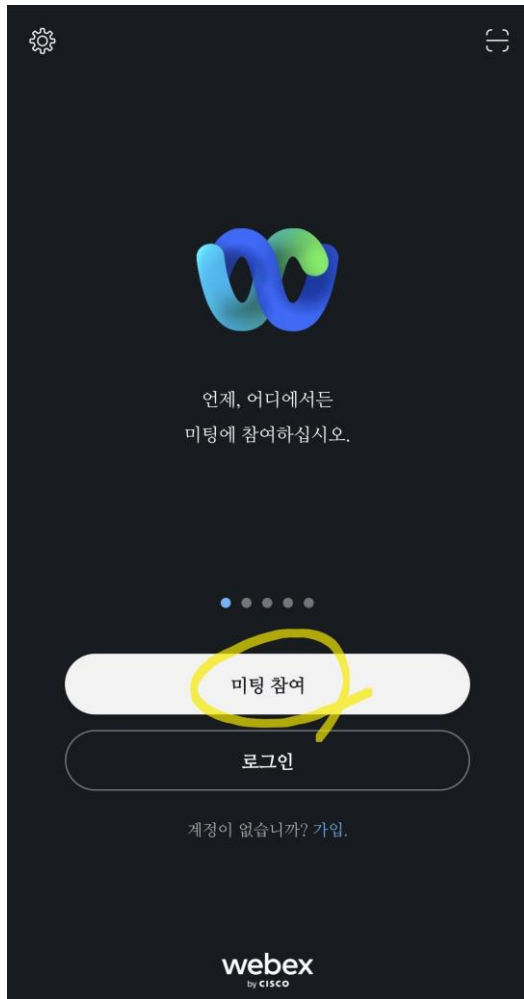 언제, 어디에서든
미팅에 참여하십시오.
미팅 참여
로그인
계정이 없습니까? 가입.
webex
by CISCO